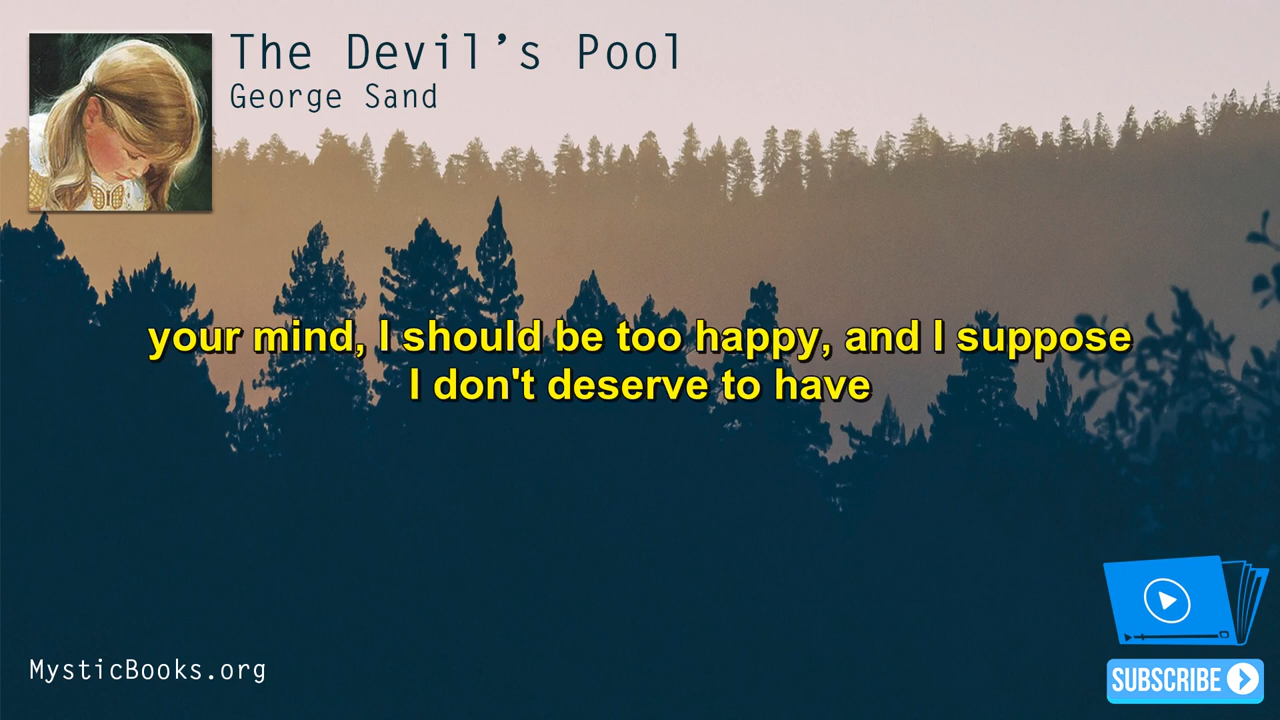 The Devil’s Pool
George Sand
your mind, I should be too happy, and I suppose
I don't deserve to have
MysticBooks.org
SUBSCRIBE